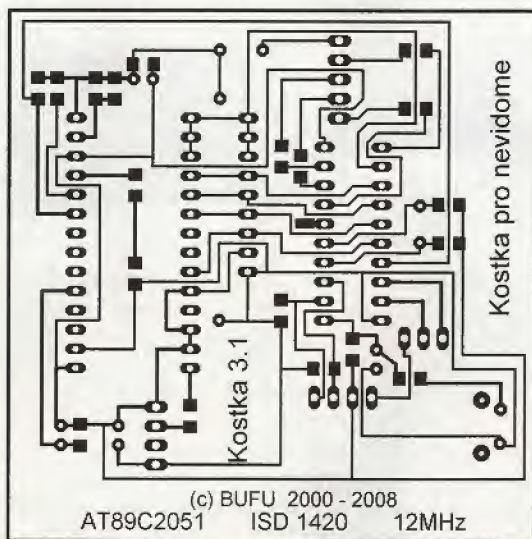 Kostka pro nevidome
Kostka 3.1
(c) BUFU 2000 - 2008
AT89C2051 ISD 1420 12MHz